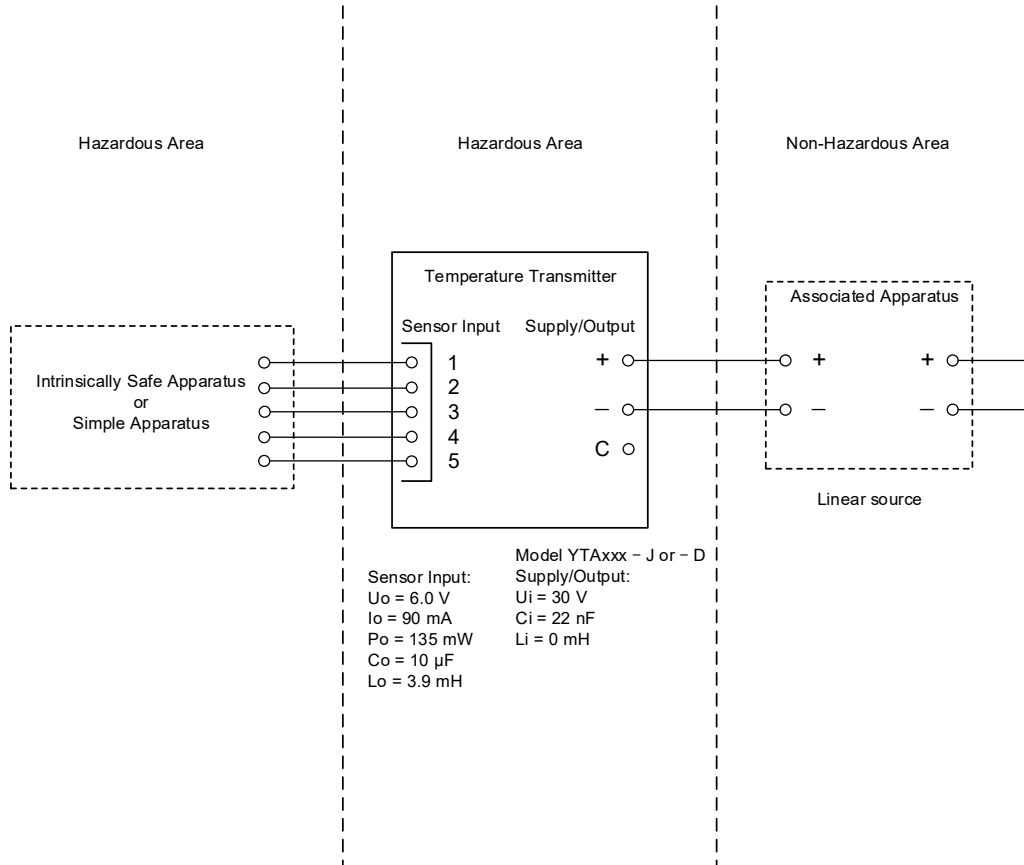 Hazardous Area
Hazardous Area
Non-Hazardous Area
Intrinsically Safe Apparatus
or
Simple Apparatus
Temperature Transmitter
Sensor Input
Supply/Output
1
2
3
4
5
+
−
C
Associated Apparatus
+
+
−
−
Linear source
Sensor Input:
Uo = 6.0 V
Io = 90 mA
Po = 135 mW
Co = 10 µF
Lo = 3.9 mH
Model YTAxxx − J or − D
Supply/Output:
Ui = 30 V
Ci = 22 nF
Li = 0 mH